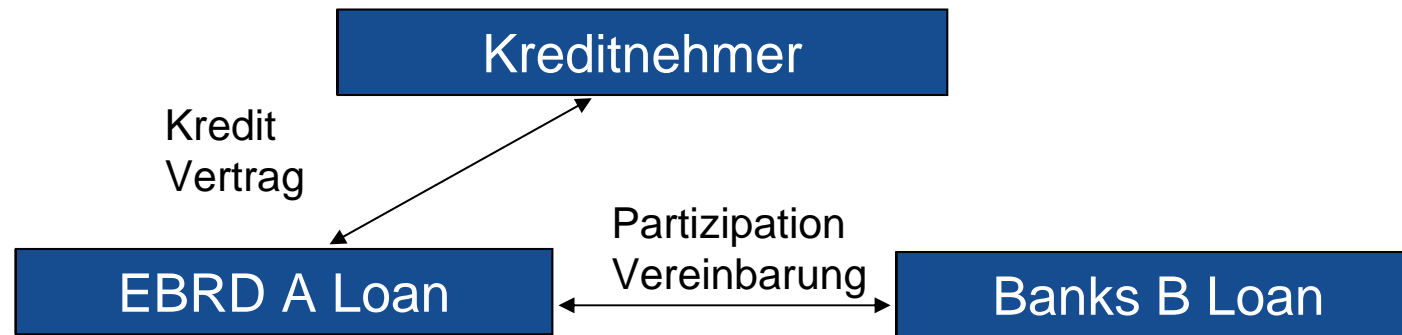 Kreditnehmer
Kredit
Vertrag
Partizipation
Vereinbarung
EBRD A Loan
Banks B Loan